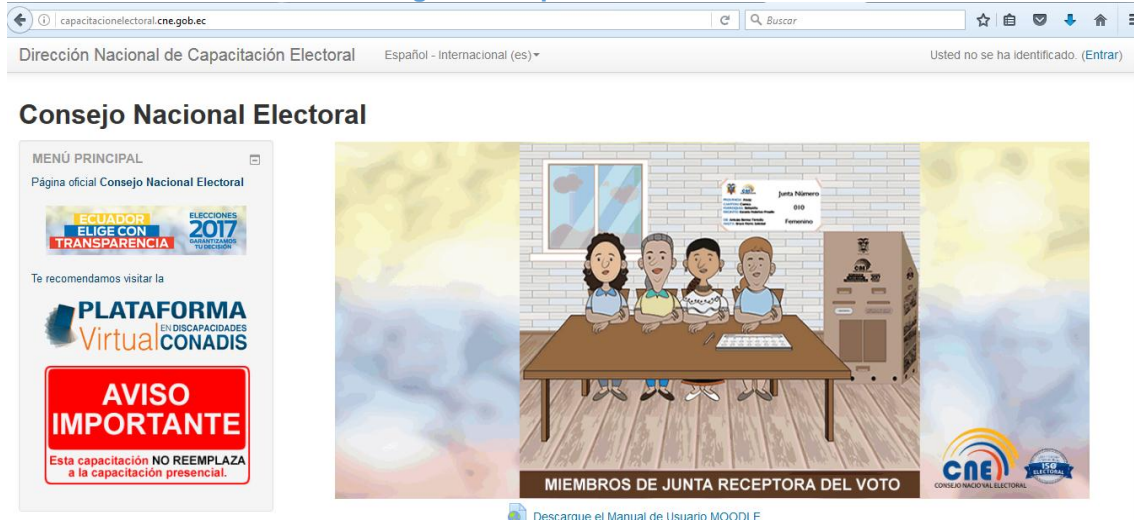 capacitacionelectoral.cne.gob.ec
Buscar
Dirección Nacional de Capacitación Electoral
Español - Internacional (es)
Usted no se ha identificado. (Entrar)
Consejo Nacional Electoral
MENÚ PRINCIPAL
Página oficial Consejo Nacional Electoral
ECUADOR
ELIGE CON
TRANSPARENCIA
ELECCIONES
2017
GARANTIZAMOS
TU DECISIÓN
Te recomendamos visitar la
PLATAFORMA
Virtual EN DISCAPACIDADES
CONADIS
AVISO
IMPORTANTE
Esta capacitación NO REEMPLAZA
a la capacitación presencial.
Junta Número
010
Femenino
CNE
MIEMBROS DE JUNTA RECEPTORA DEL VOTO
CNE
CONSEJO NACIONAL ELECTORAL
ISO
ELECTORAL
Descargue el Manual de Usuario MOODLE